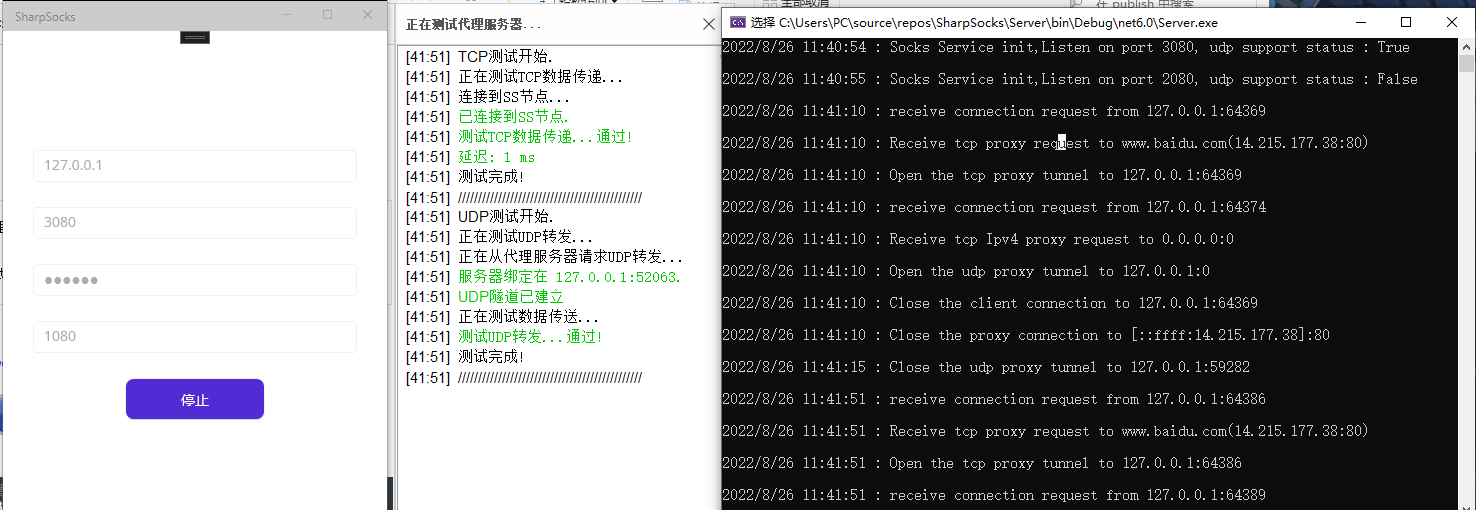 SharpSocks
127.0.0.1
3080
●●●●●●
1080
停止
正在测试代理服务器...
[41:51] TCP测试开始.
[41:51] 正在测试TCP数据传递...
[41:51] 连接到SS节点...
[41:51] 已连接到SS节点.
[41:51] 测试TCP数据传递...通过!
[41:51] 延迟: 1 ms
[41:51] 测试完成!
[41:51] //////////////////////////////////////////////
[41:51] UDP测试开始.
[41:51] 正在测试UDP转发...
[41:51] 正在从代理服务器请求UDP转发...
[41:51] 服务器绑定在 127.0.0.1:52063.
[41:51] UDP隧道已建立
[41:51] 正在测试数据传送...
[41:51] 测试UDP转发...通过!
[41:51] 测试完成!
[41:51] //////////////////////////////////////////////
在 publish 中搜索
选择 C:\Users\PC\source\repos\SharpSocks\Server\bin\Debug\net6.0\Server.exe
2022/8/26 11:40:54 : Socks Service init,Listen on port 3080, udp support status : True
2022/8/26 11:40:55 : Socks Service init,Listen on port 2080, udp support status : False
2022/8/26 11:41:10 : receive connection request from 127.0.0.1:64369
2022/8/26 11:41:10 : Receive tcp proxy request to www.baidu.com(14.215.177.38:80)
2022/8/26 11:41:10 : Open the tcp proxy tunnel to 127.0.0.1:64369
2022/8/26 11:41:10 : receive connection request from 127.0.0.1:64374
2022/8/26 11:41:10 : Receive tcp Ipv4 proxy request to 0.0.0.0:0
2022/8/26 11:41:10 : Open the udp proxy tunnel to 127.0.0.1:0
2022/8/26 11:41:10 : Close the client connection to 127.0.0.1:64369
2022/8/26 11:41:10 : Close the proxy connection to [::ffff:14.215.177.38]:80
2022/8/26 11:41:15 : Close the udp proxy tunnel to 127.0.0.1:59282
2022/8/26 11:41:51 : receive connection request from 127.0.0.1:64386
2022/8/26 11:41:51 : Receive tcp proxy request to www.baidu.com(14.215.177.38:80)
2022/8/26 11:41:51 : Open the tcp proxy tunnel to 127.0.0.1:64386
2022/8/26 11:41:51 : receive connection request from 127.0.0.1:64389